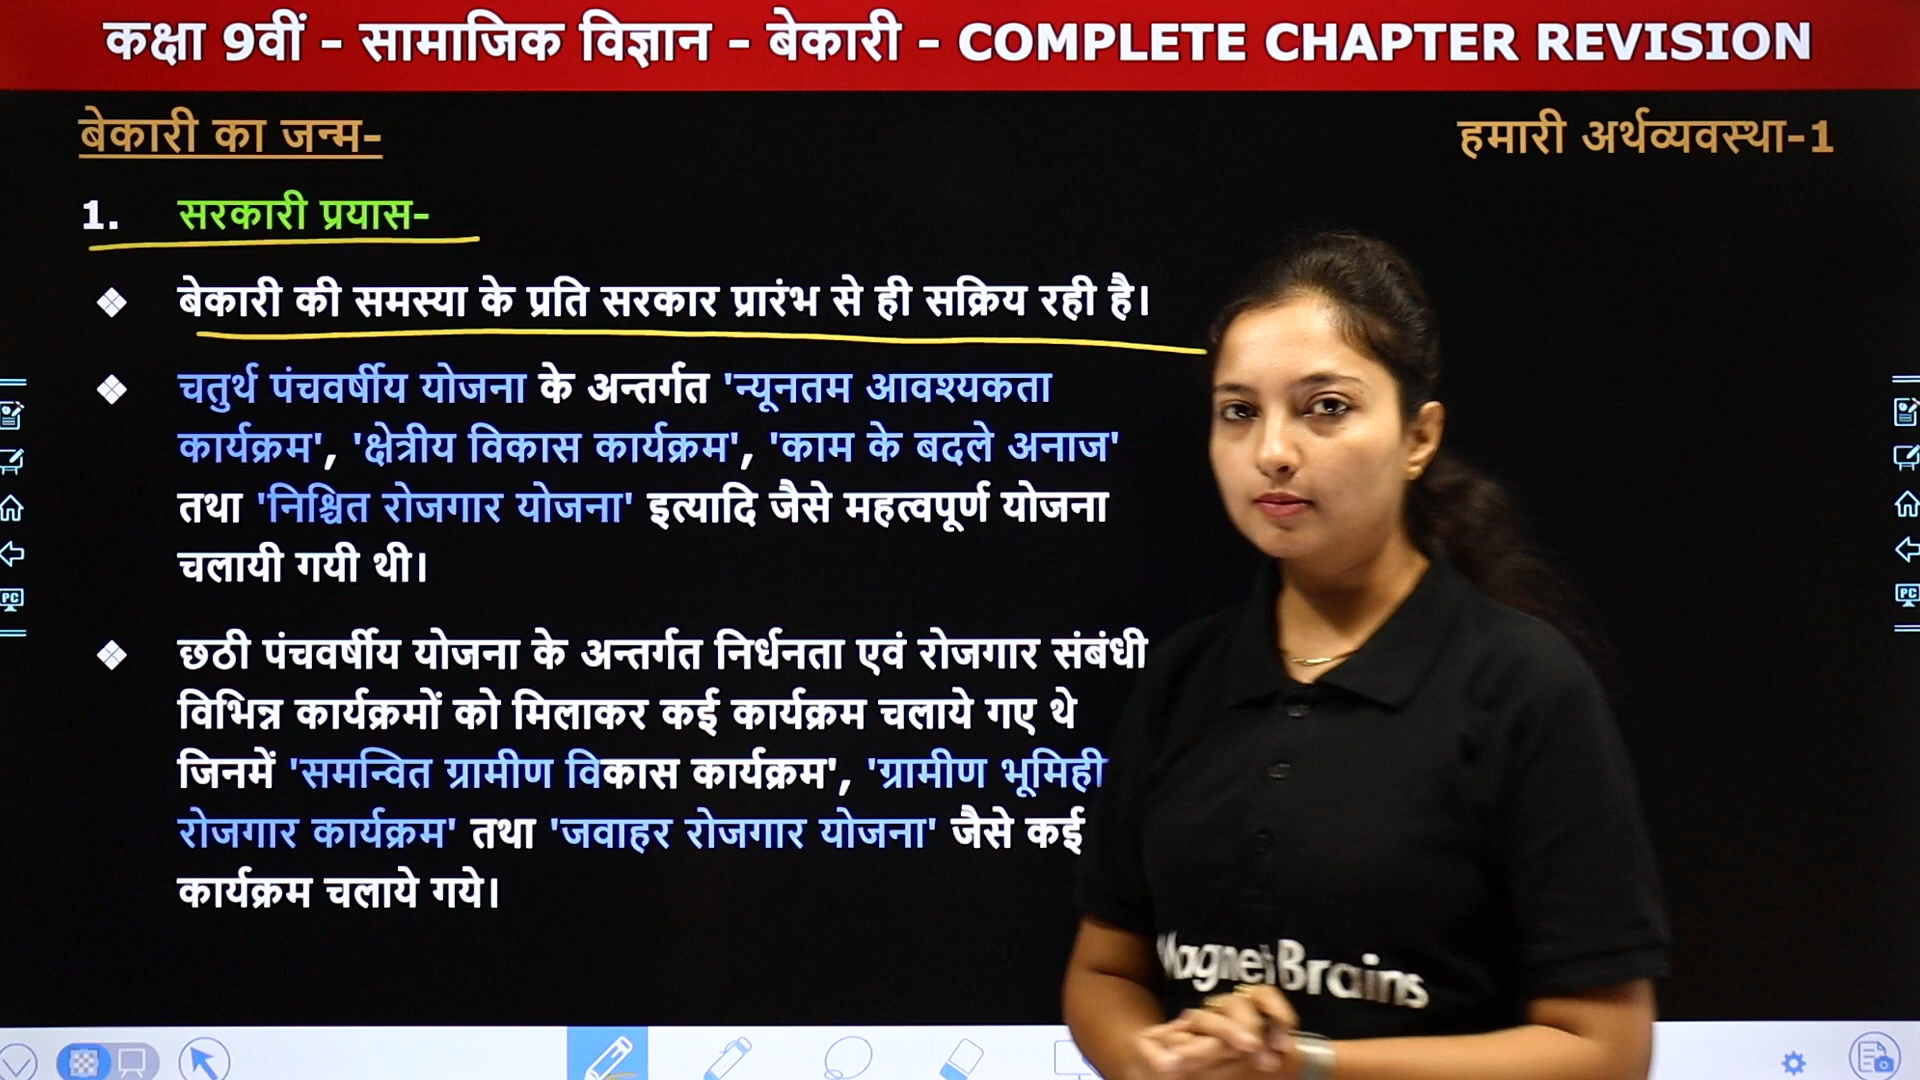 कक्षा 9वीं - सामाजिक विज्ञान - बेकारी - COMPLETE CHAPTER REVISION
बेकारी का जन्म-
हमारी अर्थव्यवस्था-1
1. सरकारी प्रयास-
❖ बेकारी की समस्या के प्रति सरकार प्रारंभ से ही सक्रिय रही है।
❖ चतुर्थ पंचवर्षीय योजना के अन्तर्गत 'न्यूनतम आवश्यकता
कार्यक्रम', 'क्षेत्रीय विकास कार्यक्रम', 'काम के बदले अनाज'
तथा 'निश्चित रोजगार योजना' इत्यादि जैसे महत्वपूर्ण योजना
चलायी गयी थी।
❖ छठी पंचवर्षीय योजना के अन्तर्गत निर्धनता एवं रोजगार संबंधी
विभिन्न कार्यक्रमों को मिलाकर कई कार्यक्रम चलाये गए थे
जिनमें 'समन्वित ग्रामीण विकास कार्यक्रम', 'ग्रामीण
रोजगार कार्यक्रम' तथा 'जवाहर रोजगार योजना' जैसे कई
कार्यक्रम चलाये गये।
Magnet Brains
PC
PC